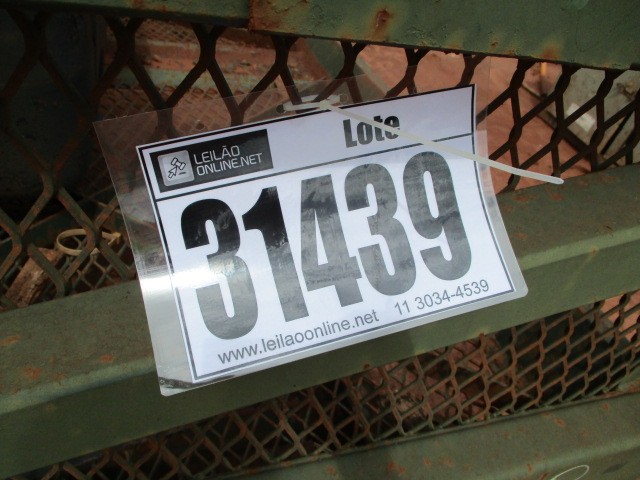 LEILÃO
ONLINE.NET
Lote
31439
www.leilaoonline.net 11 3034-4539